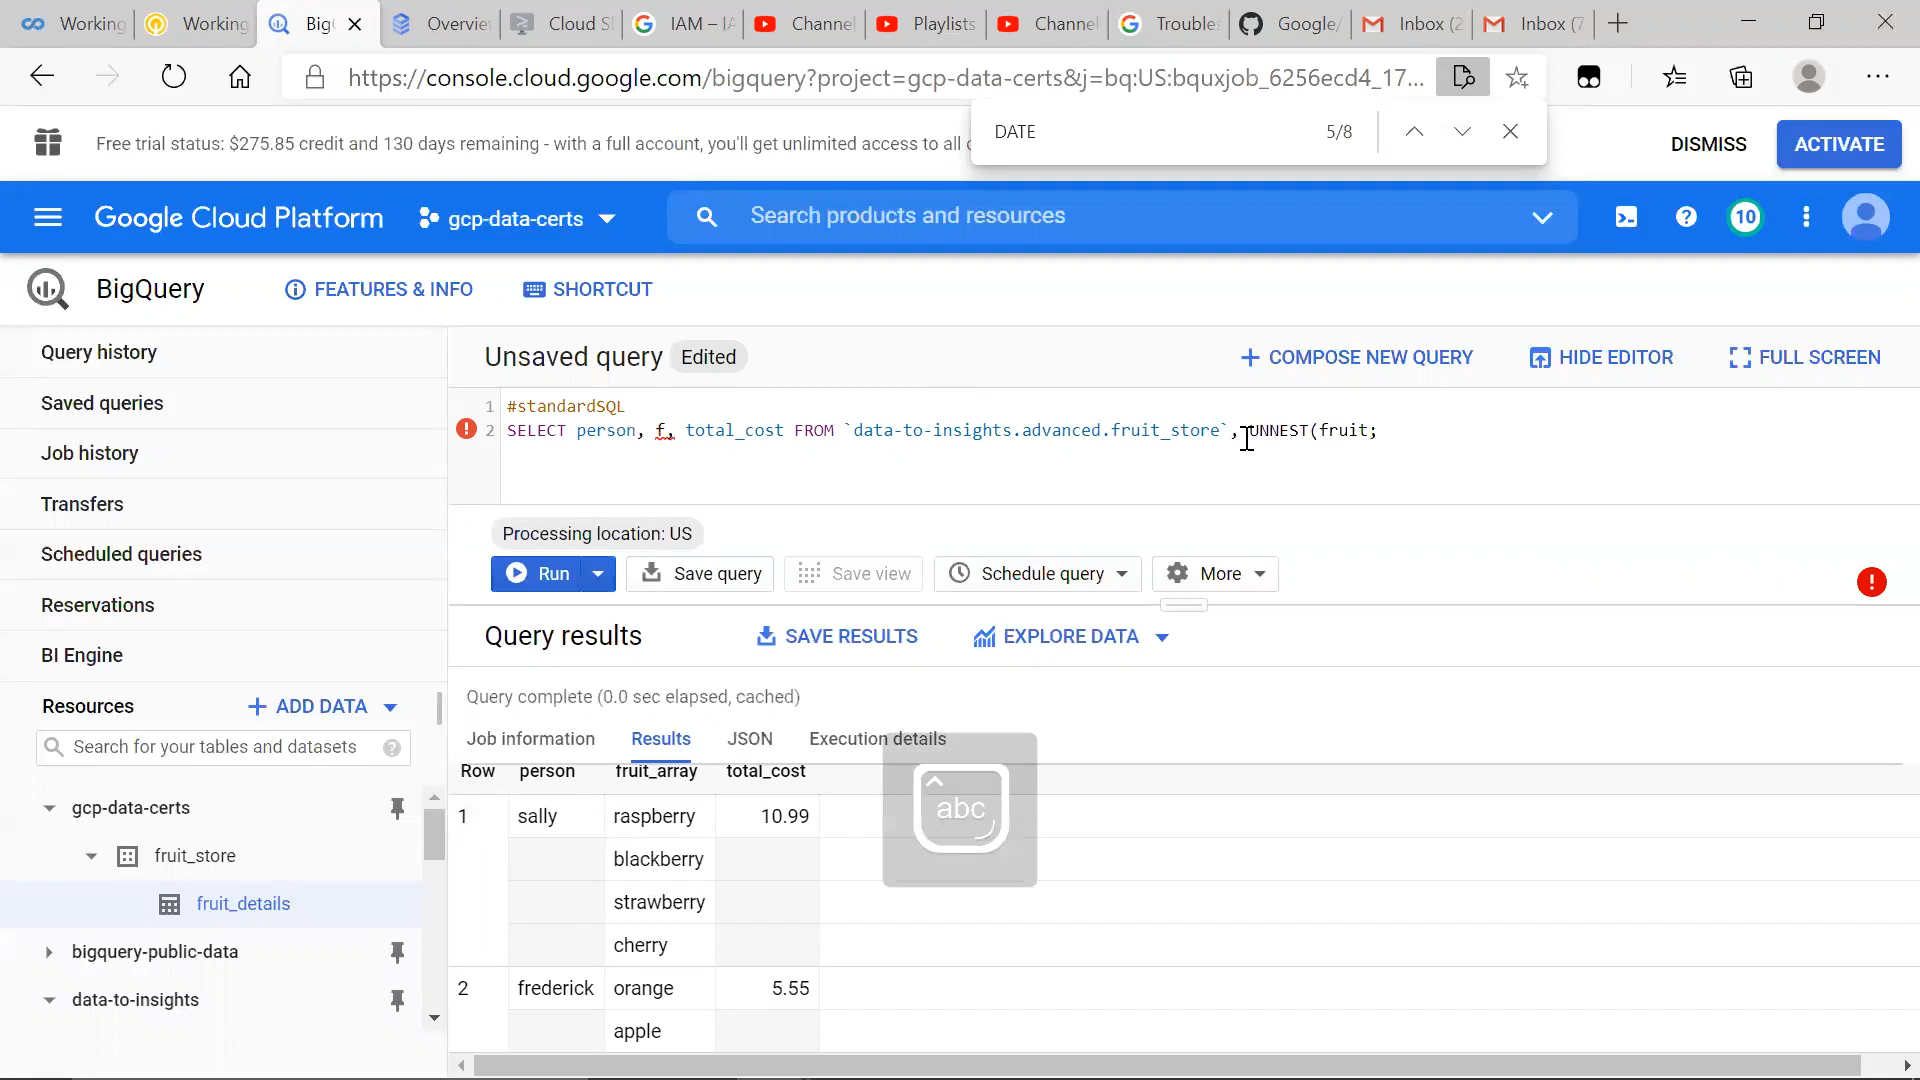 Working
Working
Big
Overvie
Cloud S
IAM – I
Channel
Playlists
Channel
Trouble
Google/
Inbox (2
Inbox (7
https://console.cloud.google.com/bigquery?project=gcp-data-certs&j=bq:US:bquxjob_6256ecd4_17...
DATE 5/8
Free trial status: $275.85 credit and 130 days remaining - with a full account, you'll get unlimited access to all
DISMISS
ACTIVATE
Google Cloud Platform
gcp-data-certs
Search products and resources
10
BigQuery
FEATURES & INFO
SHORTCUT
Query history
Saved queries
Job history
Transfers
Scheduled queries
Reservations
BI Engine
Resources
ADD DATA
Search for your tables and datasets
gcp-data-certs
fruit_store
fruit_details
bigquery-public-data
data-to-insights
Unsaved query Edited
COMPOSE NEW QUERY
HIDE EDITOR
FULL SCREEN
1 #standardSQL
2 SELECT person, f, total_cost FROM `data-to-insights.advanced.fruit_store`, UNNEST(fruit;
Processing location: US
Run
Save query
Save view
Schedule query
More
Query results
SAVE RESULTS
EXPLORE DATA
Query complete (0.0 sec elapsed, cached)
Job information Results JSON Execution details
Row person fruit_array total_cost
1 sally raspberry 10.99
blackberry
strawberry
cherry
2 frederick orange 5.55
apple
abc